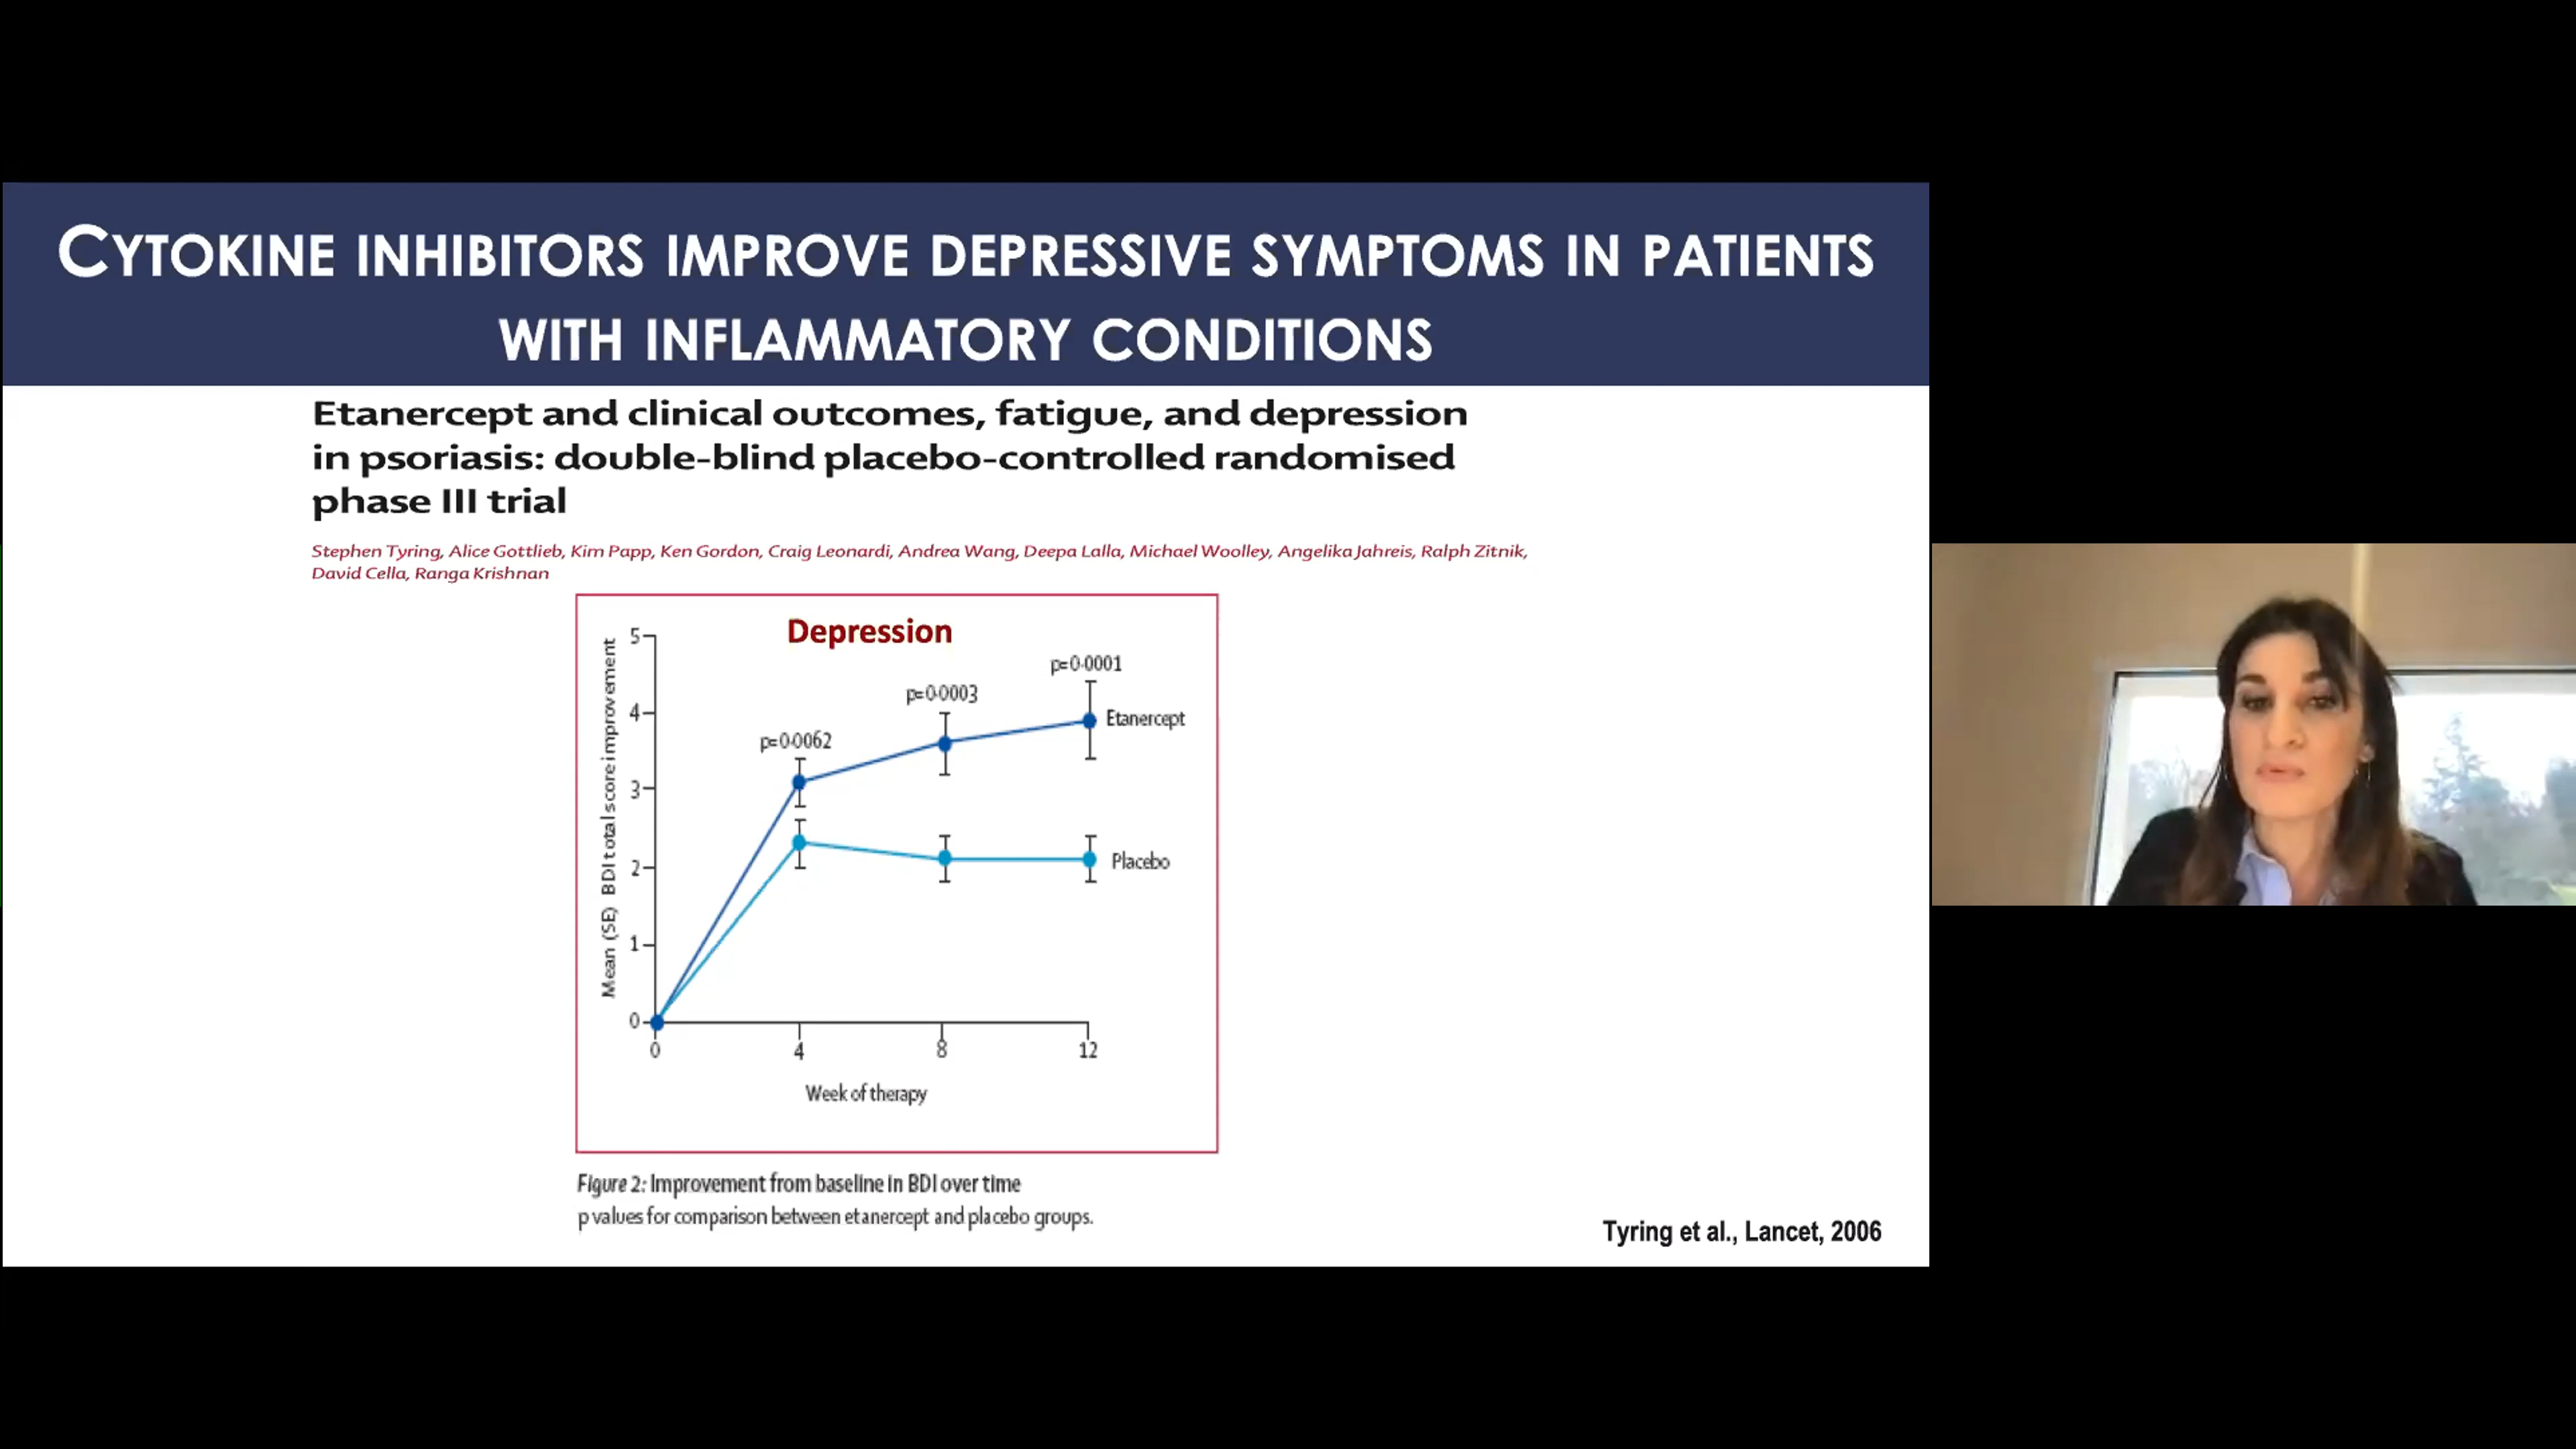 CYTOKINE INHIBITORS IMPROVE DEPRESSIVE SYMPTOMS IN PATIENTS
WITH INFLAMMATORY CONDITIONS
Etanercept and clinical outcomes, fatigue, and depression
in psoriasis: double-blind placebo-controlled randomised
phase III trial
Stephen Tyring, Alice Gottlieb, Kim Papp, Ken Gordon, Craig Leonardi, Andrea Wang, Deepa Lalla, Michael Woolley, Angelika Jahreis, Ralph Zitnik,
David Cella, Ranga Krishnan
Depression
Mean (SE) BDI total score improvement
5
4
3
2
1
0
p=0·0062
p=0·0003
p=0·0001
Etanercept
Placebo
0 4 8 12
Week of therapy
Figure 2: Improvement from baseline in BDI over time
p values for comparison between etanercept and placebo groups.
Tyring et al., Lancet, 2006